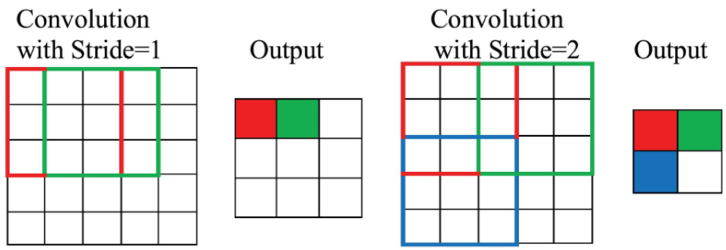 Convolution
with Stride=1
Output
Convolution
with Stride=2
Output